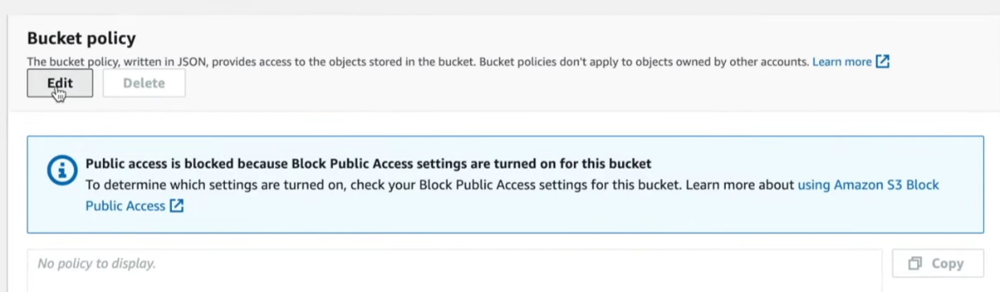 Bucket policy
The bucket policy, written in JSON, provides access to the objects stored in the bucket. Bucket policies don't apply to objects owned by other accounts. Learn more
Edit Delete
Public access is blocked because Block Public Access settings are turned on for this bucket
To determine which settings are turned on, check your Block Public Access settings for this bucket. Learn more about using Amazon S3 Block
Public Access
No policy to display.
Copy